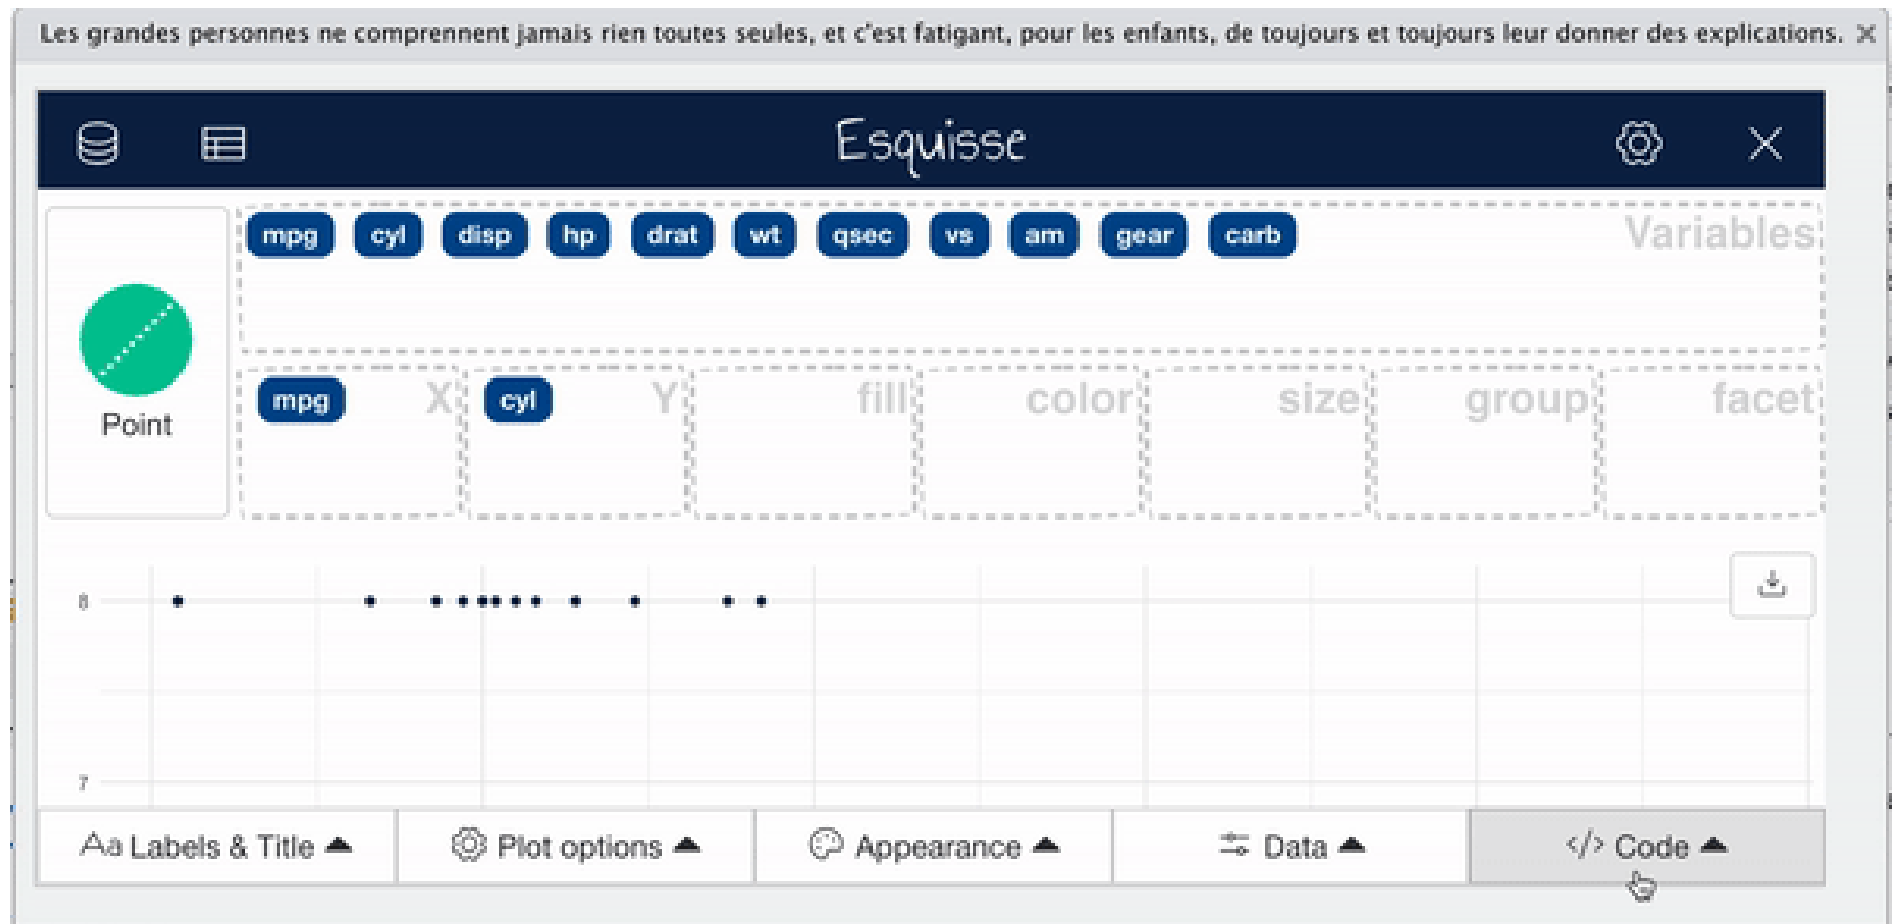 Les grandes personnes ne comprennent jamais rien toutes seules, et c'est fatigant, pour les enfants, de toujours et toujours leur donner des explications.
Esquisse
mpg cyl disp hp drat wt qsec vs am gear carb Variables
Point
mpg X cyl Y fill color size group facet
8
7
Aa Labels & Title Plot options Appearance Data </> Code